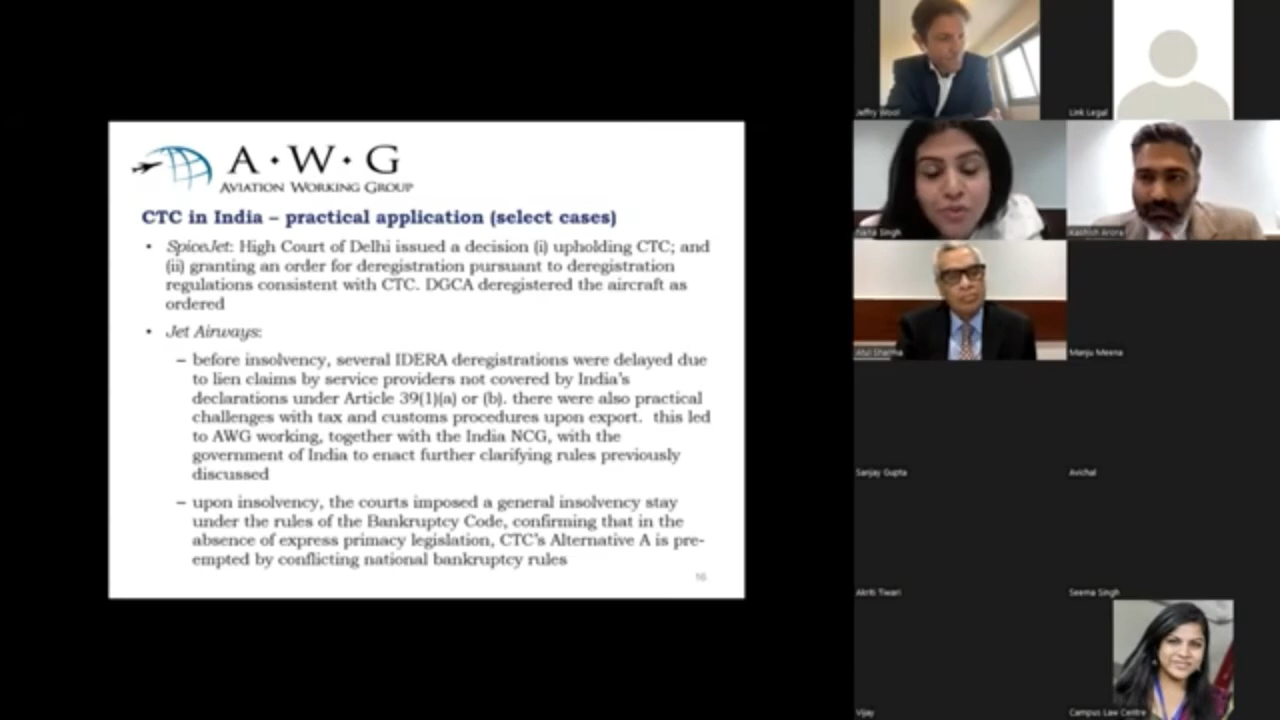 A·W·G
AVIATION WORKING GROUP
CTC in India – practical application (select cases)
• SpiceJet: High Court of Delhi issued a decision (i) upholding CTC; and
(ii) granting an order for deregistration pursuant to deregistration
regulations consistent with CTC. DGCA deregistered the aircraft as
ordered
• Jet Airways:
– before insolvency, several IDERA deregistrations were delayed due
to lien claims by service providers not covered by India's
declarations under Article 39(1)(a) or (b). there were also practical
challenges with tax and customs procedures upon export. this led
to AWG working, together with the India NCG, with the
government of India to enact further clarifying rules previously
discussed
– upon insolvency, the courts imposed a general insolvency stay
under the rules of the Bankruptcy Code, confirming that in the
absence of express primacy legislation, CTC's Alternative A is pre-
empted by conflicting national bankruptcy rules
16
Jeffry Wool
Link Legal
Singh
Kashish Arora
Atul Sharma
Manju Meena
Sanjay Gupta
Avichal
Akriti Tiwari
Seema Singh
Vijay
Campus Law Centre